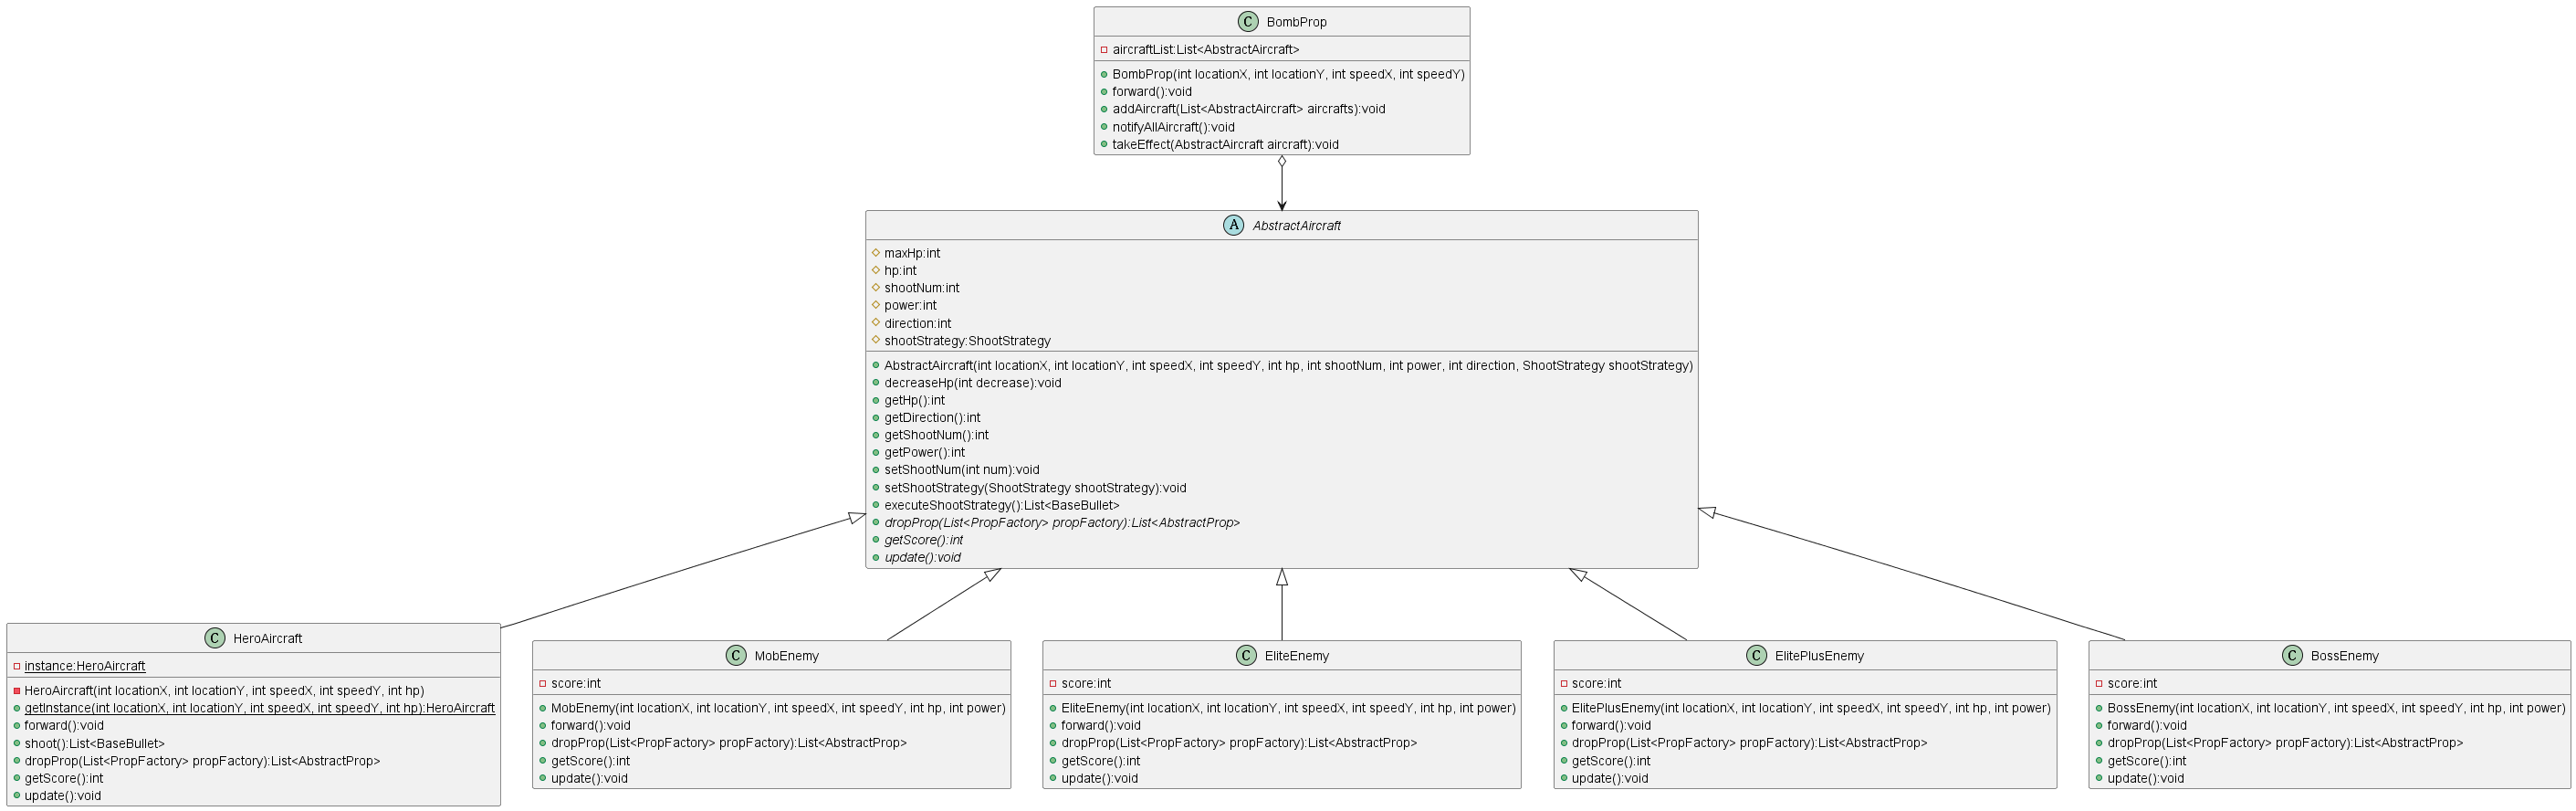 C BombProp
aircraftList:List<AbstractAircraft>
BombProp(int locationX, int locationY, int speedX, int speedY)
forward():void
addAircraft(List<AbstractAircraft> aircrafts):void
notifyAllAircraft():void
takeEffect(AbstractAircraft aircraft):void
A AbstractAircraft
maxHp:int
hp:int
shootNum:int
power:int
direction:int
shootStrategy:ShootStrategy
AbstractAircraft(int locationX, int locationY, int speedX, int speedY, int hp, int shootNum, int power, int direction, ShootStrategy shootStrategy)
decreaseHp(int decrease):void
getHp():int
getDirection():int
getShootNum():int
getPower():int
setShootNum(int num):void
setShootStrategy(ShootStrategy shootStrategy):void
executeShootStrategy():List<BaseBullet>
dropProp(List<PropFactory> propFactory):List<AbstractProp>
getScore():int
update():void
C HeroAircraft
instance:HeroAircraft
HeroAircraft(int locationX, int locationY, int speedX, int speedY, int hp)
getInstance(int locationX, int locationY, int speedX, int speedY, int hp):HeroAircraft
forward():void
shoot():List<BaseBullet>
dropProp(List<PropFactory> propFactory):List<AbstractProp>
getScore():int
update():void
C MobEnemy
score:int
MobEnemy(int locationX, int locationY, int speedX, int speedY, int hp, int power)
forward():void
dropProp(List<PropFactory> propFactory):List<AbstractProp>
getScore():int
update():void
C EliteEnemy
score:int
EliteEnemy(int locationX, int locationY, int speedX, int speedY, int hp, int power)
forward():void
dropProp(List<PropFactory> propFactory):List<AbstractProp>
getScore():int
update():void
C ElitePlusEnemy
score:int
ElitePlusEnemy(int locationX, int locationY, int speedX, int speedY, int hp, int power)
forward():void
dropProp(List<PropFactory> propFactory):List<AbstractProp>
getScore():int
update():void
C BossEnemy
score:int
BossEnemy(int locationX, int locationY, int speedX, int speedY, int hp, int power)
forward():void
dropProp(List<PropFactory> propFactory):List<AbstractProp>
getScore():int
update():void